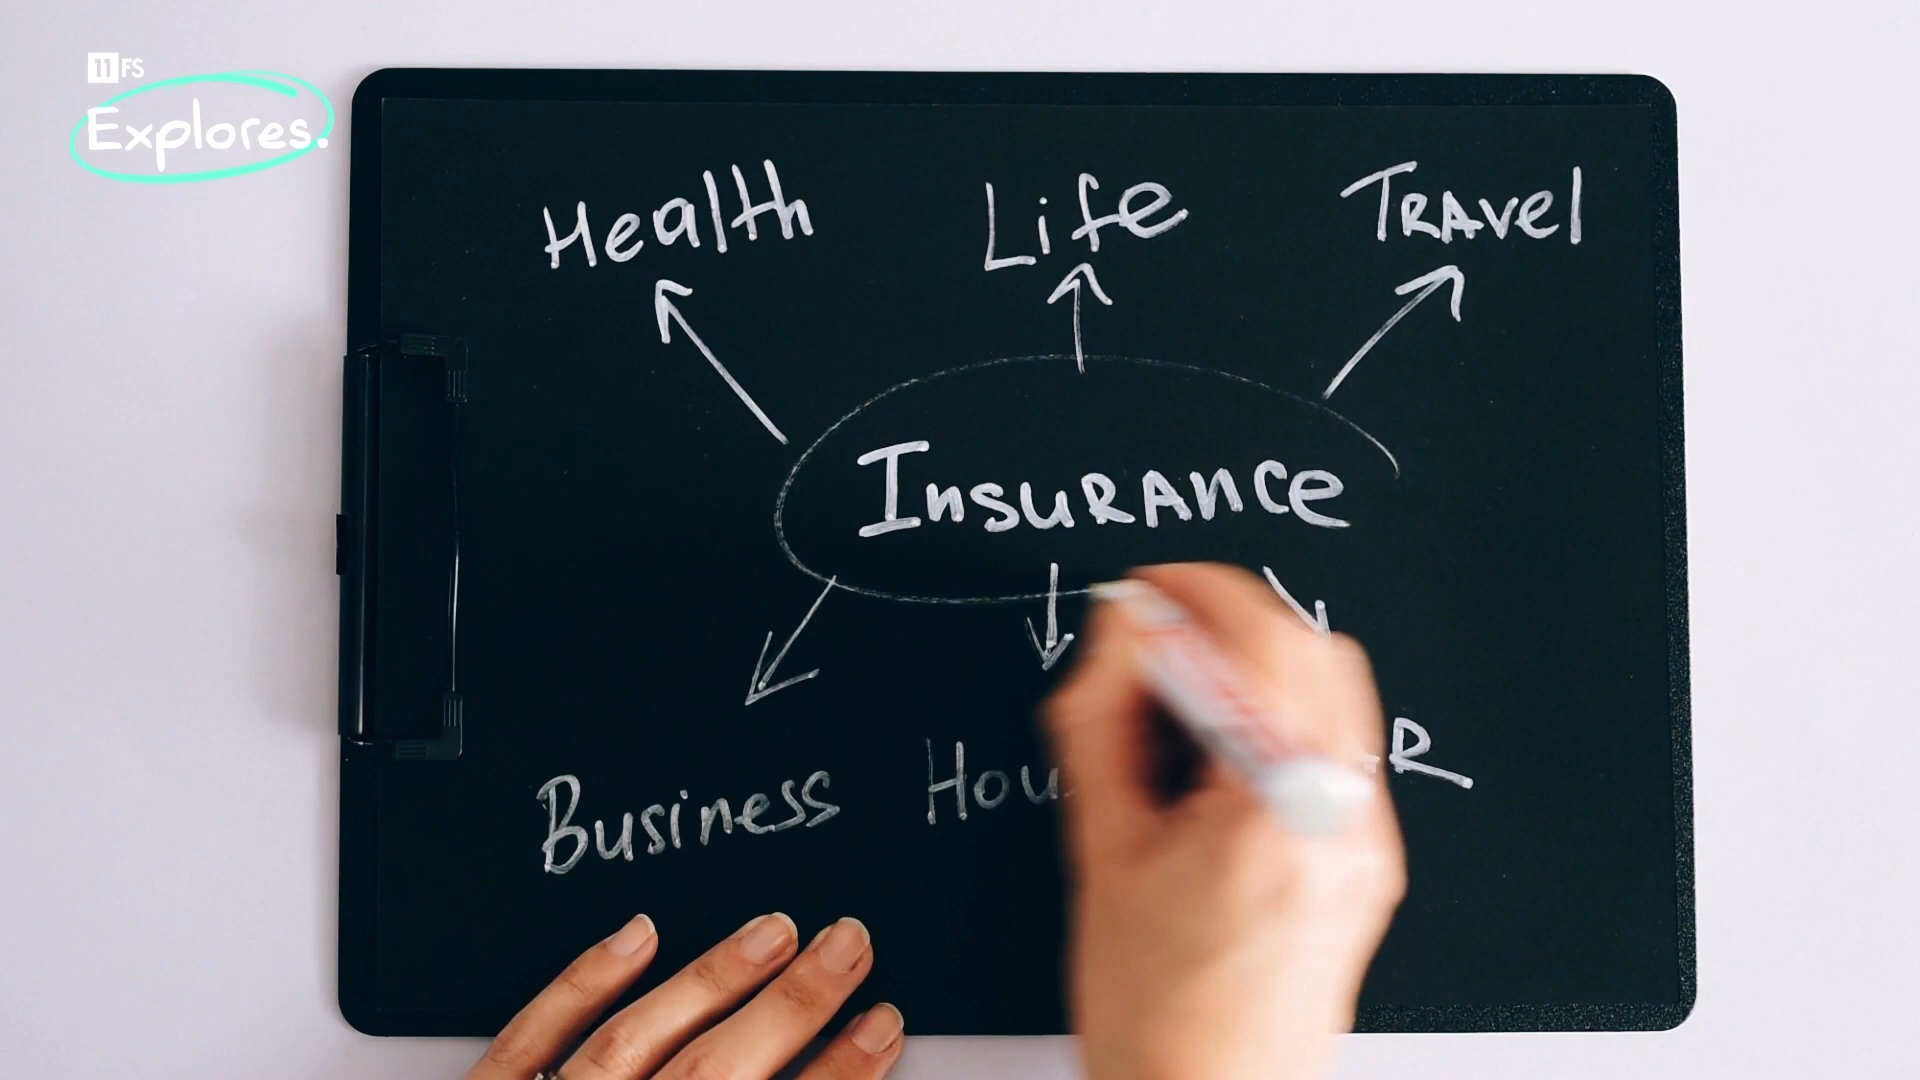 11FS
Explores.
Health Life TRAVel
INSURANce
Business